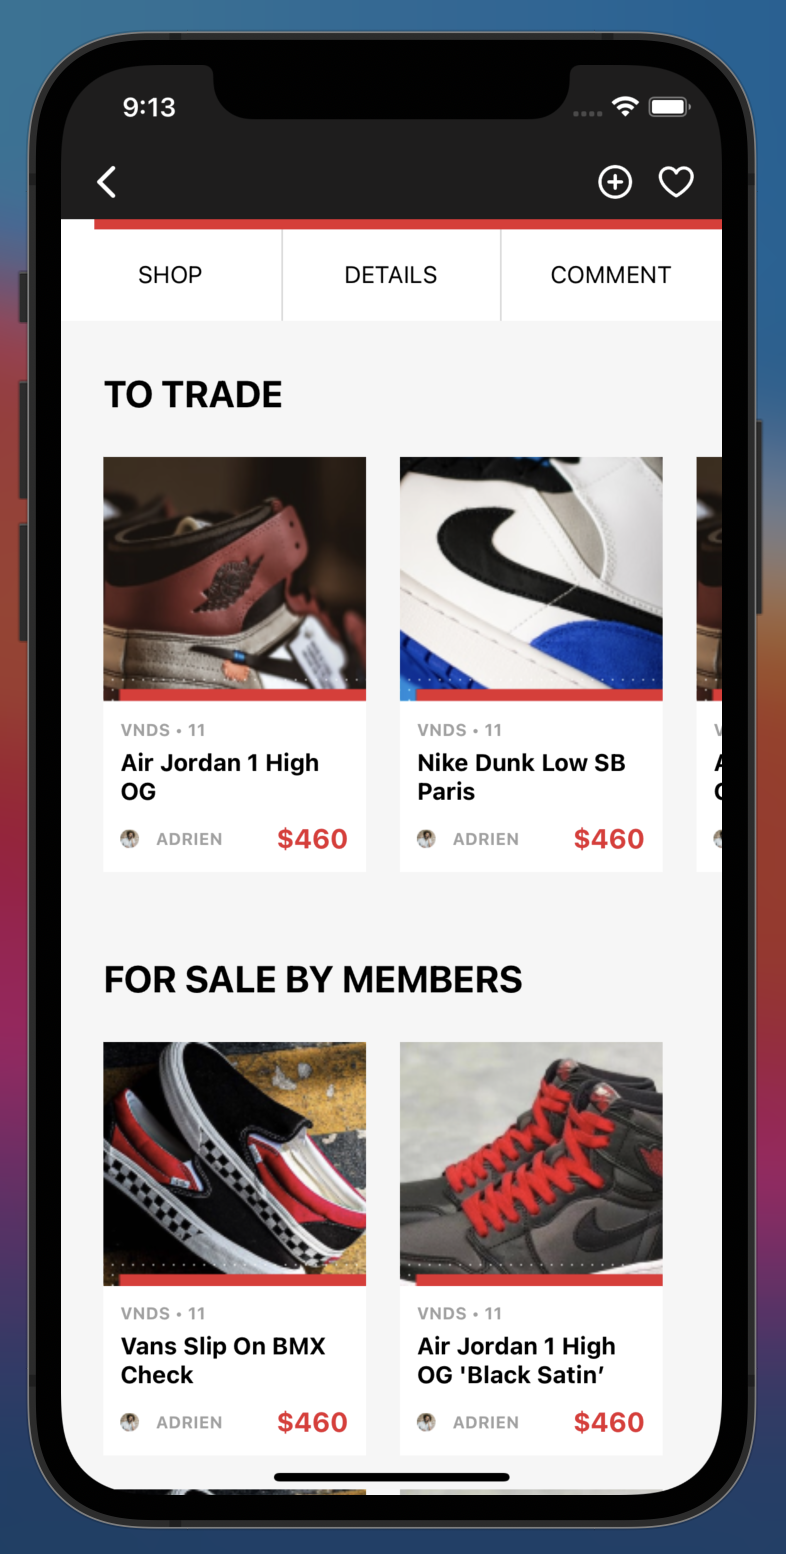 9:13
SHOP
DETAILS
COMMENT
TO TRADE
VNDS • 11
Air Jordan 1 High
OG
ADRIEN
$460
VNDS • 11
Nike Dunk Low SB
Paris
ADRIEN
$460
FOR SALE BY MEMBERS
VNDS • 11
Vans Slip On BMX
Check
ADRIEN
$460
VNDS • 11
Air Jordan 1 High
OG 'Black Satin’
ADRIEN
$460